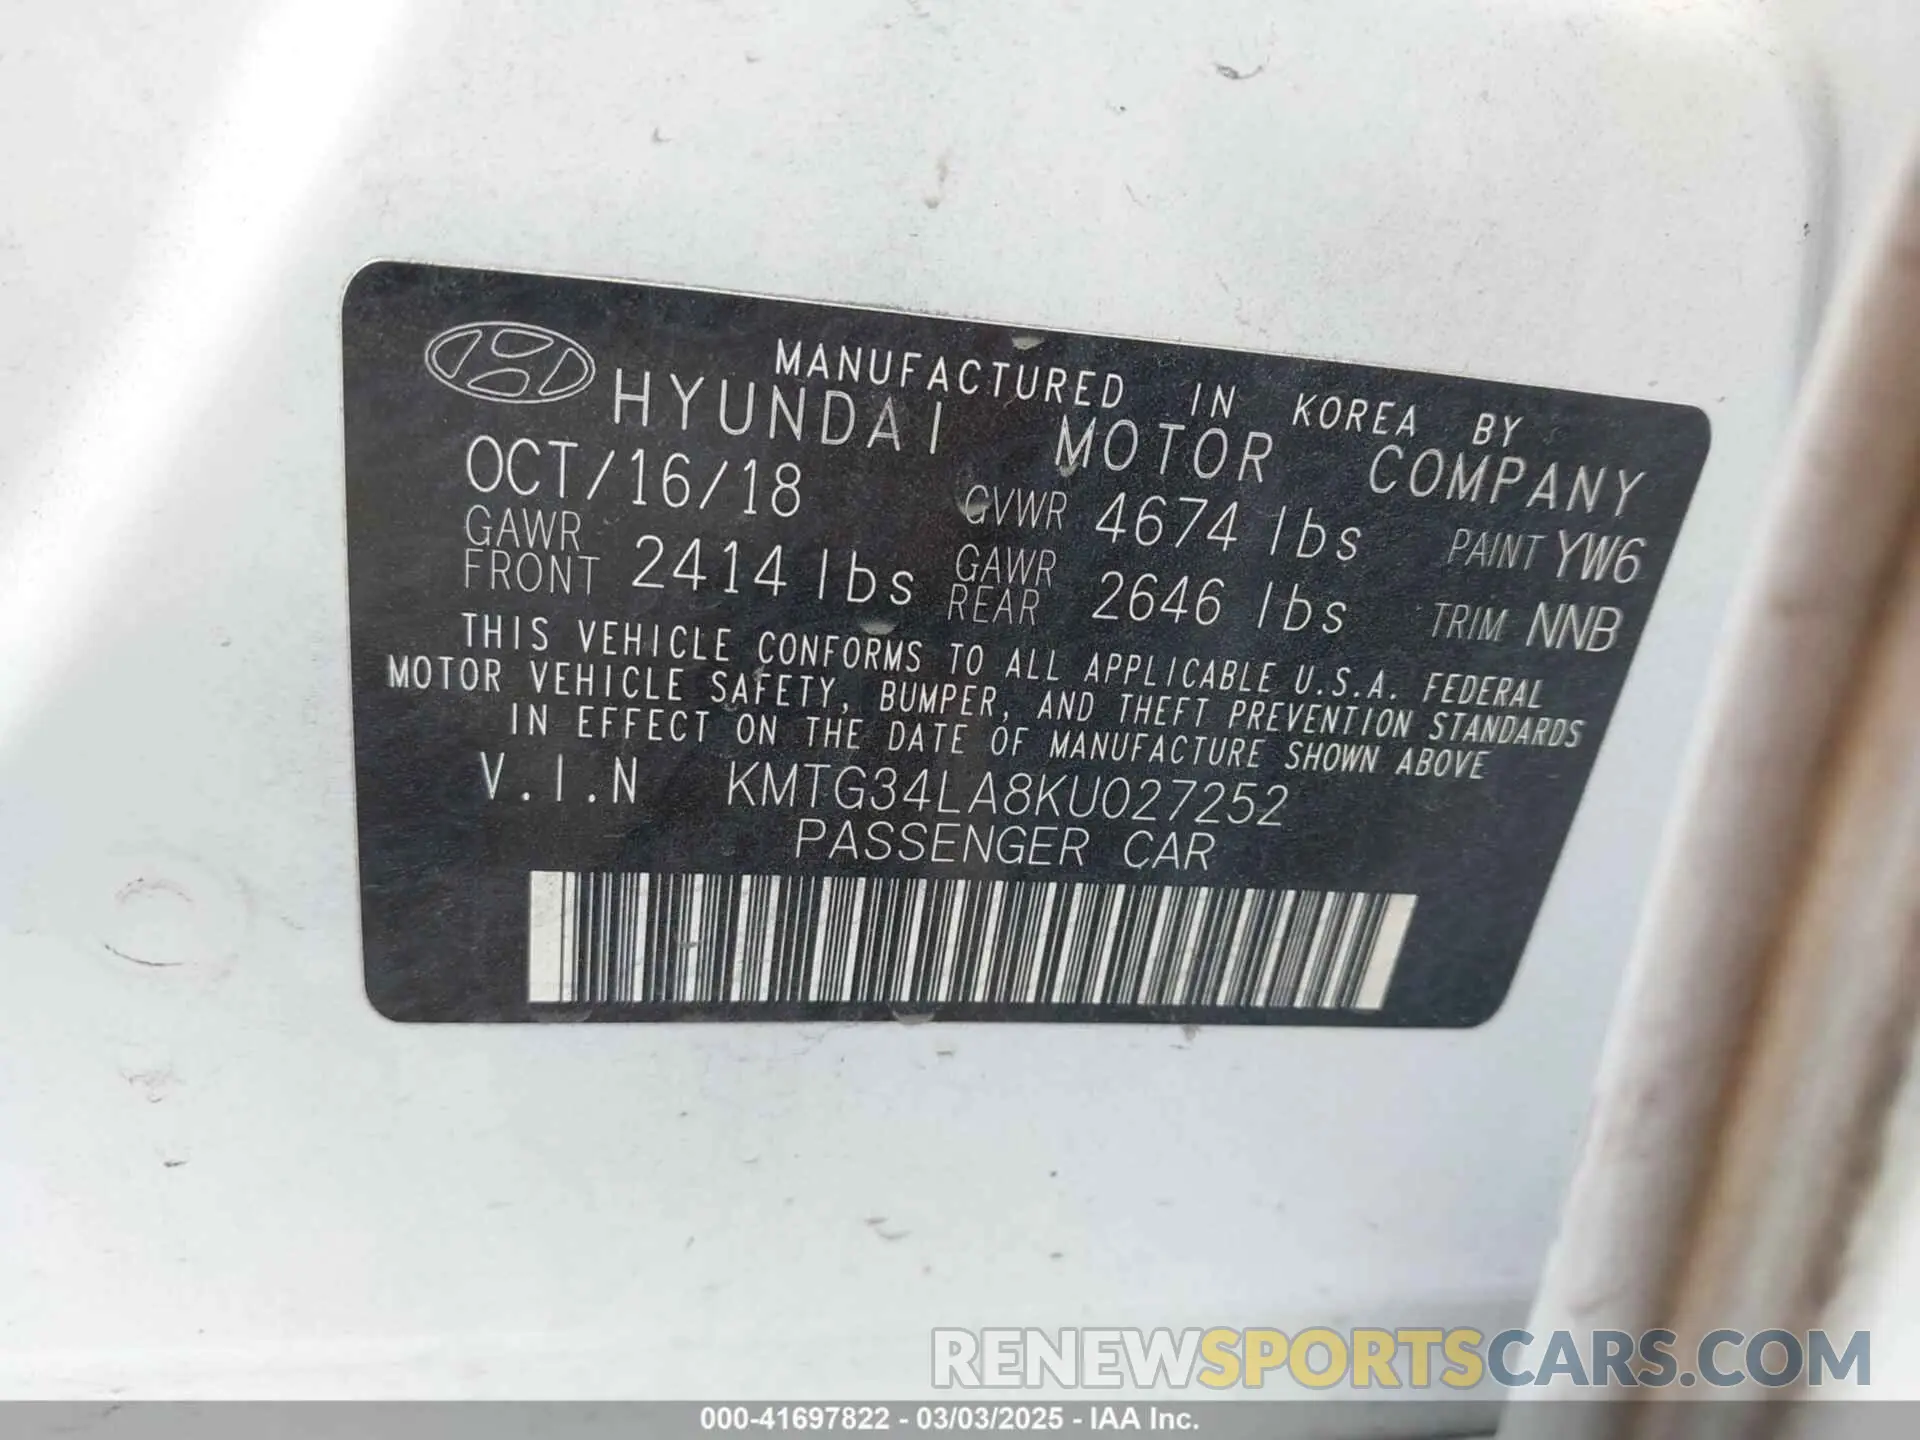 MANUFACTURED IN KOREA BY
HYUNDAI MOTOR COMPANY
OCT/16/18 GVWR 4674 lbs PAINT YW6
GAWR FRONT 2414 lbs GAWR REAR 2646 lbs TRIM NNB
THIS VEHICLE CONFORMS TO ALL APPLICABLE U.S.A. FEDERAL
MOTOR VEHICLE SAFETY, BUMPER, AND THEFT PREVENTION STANDARDS
IN EFFECT ON THE DATE OF MANUFACTURE SHOWN ABOVE
V.I.N KMTG34LA8KU027252
PASSENGER CAR
RENEWSPORTSCARS.COM
000-41697822 - 03/03/2025 - IAA Inc.